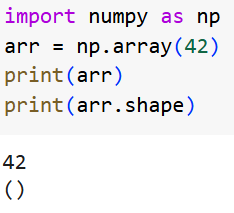 import numpy as np
arr = np.array(42)
print(arr)
print(arr.shape)
42
()